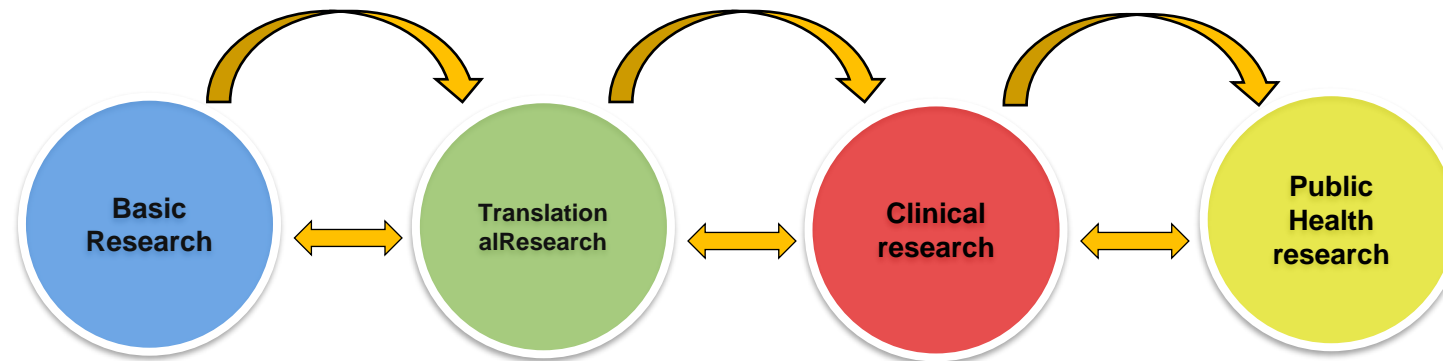 Basic
Research
Translation
alResearch
Clinical
research
Public
Health
research